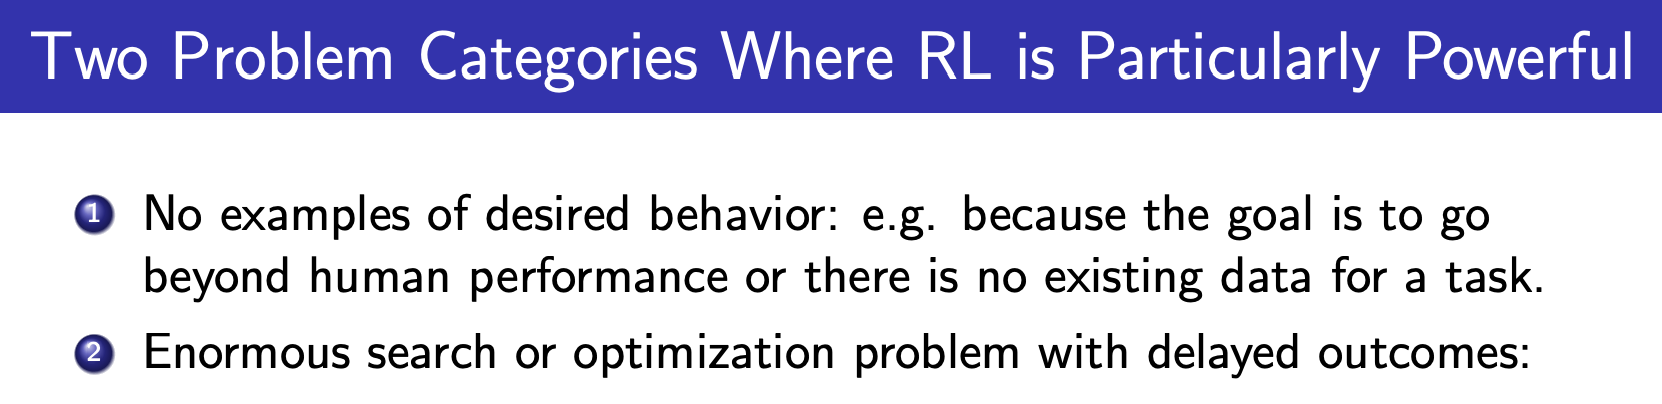 Two Problem Categories Where RL is Particularly Powerful
1 No examples of desired behavior: e.g. because the goal is to go
beyond human performance or there is no existing data for a task.
2 Enormous search or optimization problem with delayed outcomes: